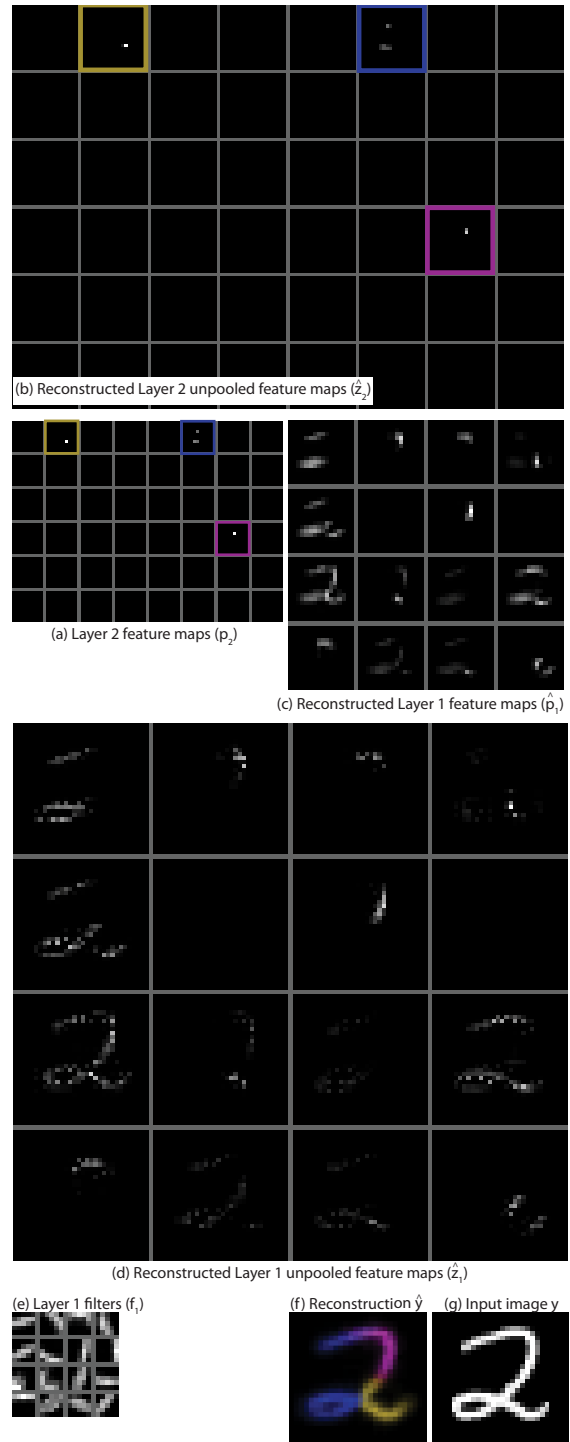 (b) Reconstructed Layer 2 unpooled feature maps (ẑ₂)
(a) Layer 2 feature maps (p₂)
(c) Reconstructed Layer 1 feature maps (p̂₁)
(d) Reconstructed Layer 1 unpooled feature maps (ẑ₁)
(e) Layer 1 filters (f₁)
(f) Reconstruction ŷ
(g) Input image y